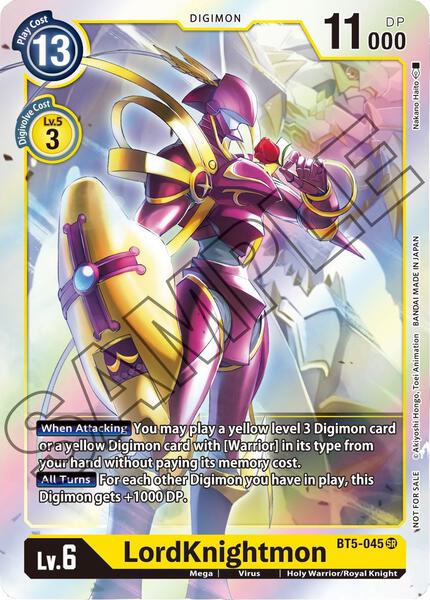 Play Cost
13
DIGIMON
DP
11000
Digivolve Cost
Lv.5
3
Nakano Haito
SAMPLE
© Akiyoshi Hongo, Toei Animation BANDAI MADE IN JAPAN
NOT FOR SALE
When Attacking You may play a yellow level 3 Digimon card
or a yellow Digimon card with [Warrior] in its type from
your hand without paying its memory cost.
All Turns For each other Digimon you have in play, this
Digimon gets +1000 DP.
BT5-045 SR
Lv.6
LordKnightmon
Mega Virus Holy Warrior/Royal Knight